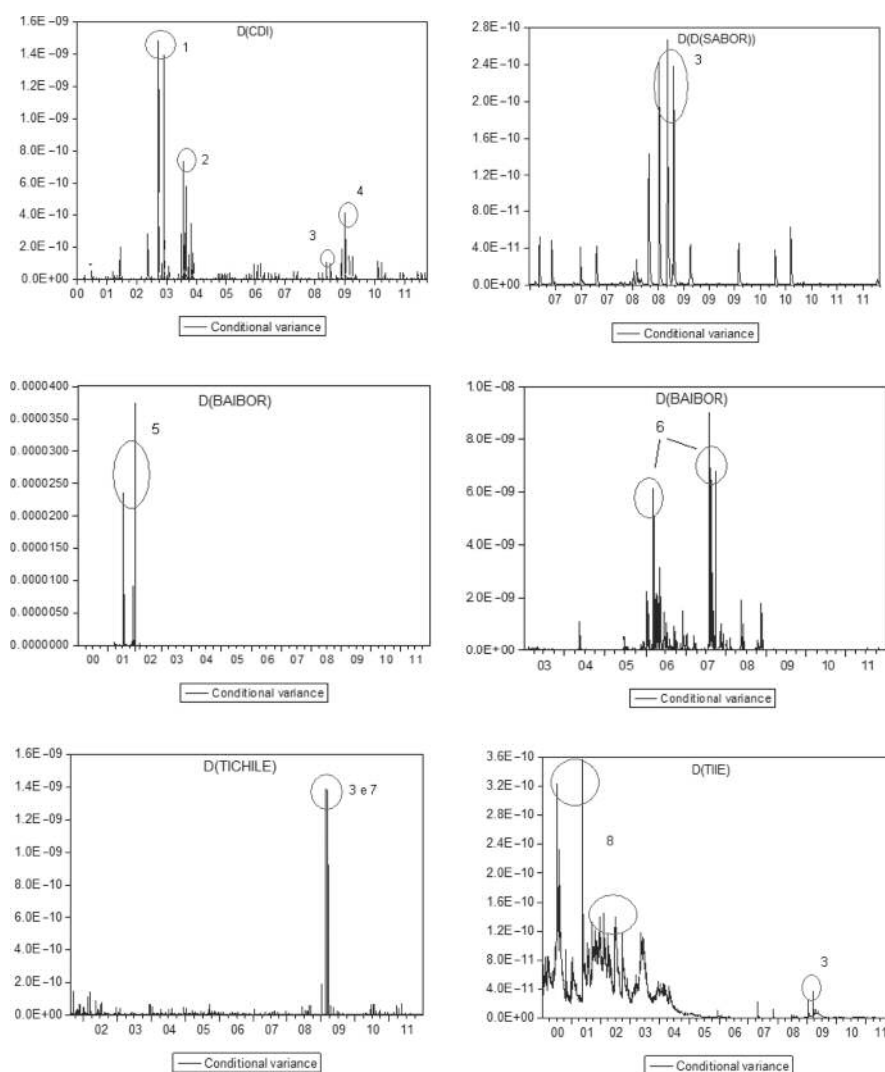 D(CDI)
1.6E −09
1.4E −09
1.2E −09
1.0E −09
8.0E −10
6.0E −10
4.0E −10
2.0E −10
0.0E +00
1
2
3
4
00 01 02 03 04 05 06 07 08 09 10 11
Conditional variance
D(D(SABOR))
2.8E −10
2.4E −10
2.0E −10
1.6E −10
1.2E −10
8.0E −11
4.0E −11
0.0E+00
3
07 07 07 08 08 09 09 10 10 11 11
Conditional variance
D(BAIBOR)
0.0000400
0.0000350
0.0000300
0.0000250
0.0000200
0.0000150
0.0000100
0.0000050
0.0000000
5
00 01 02 03 04 05 06 07 08 09 10 11
Conditional variance
D(BAIBOR)
1.0E −08
8.0E −09
6.0E −09
4.0E −09
2.0E −09
0.0E+00
6
03 04 05 06 07 08 09 10 11
Conditional variance
D(TICHILE)
1.6E −09
1.4E −09
1.2E −09
1.0E −09
8.0E −10
6.0E −10
4.0E −10
2.0E −10
0.0E+00
3 e 7
02 03 04 05 06 07 08 09 10 11
Conditional variance
D(TIIE)
3.6E −10
3.2E −10
2.8E −10
2.4E −10
2.0E −10
1.6E −10
1.2E −10
8.0E −11
4.0E −11
0.0E+00
8
3
00 01 02 03 04 05 06 07 08 09 10 11
Conditional variance